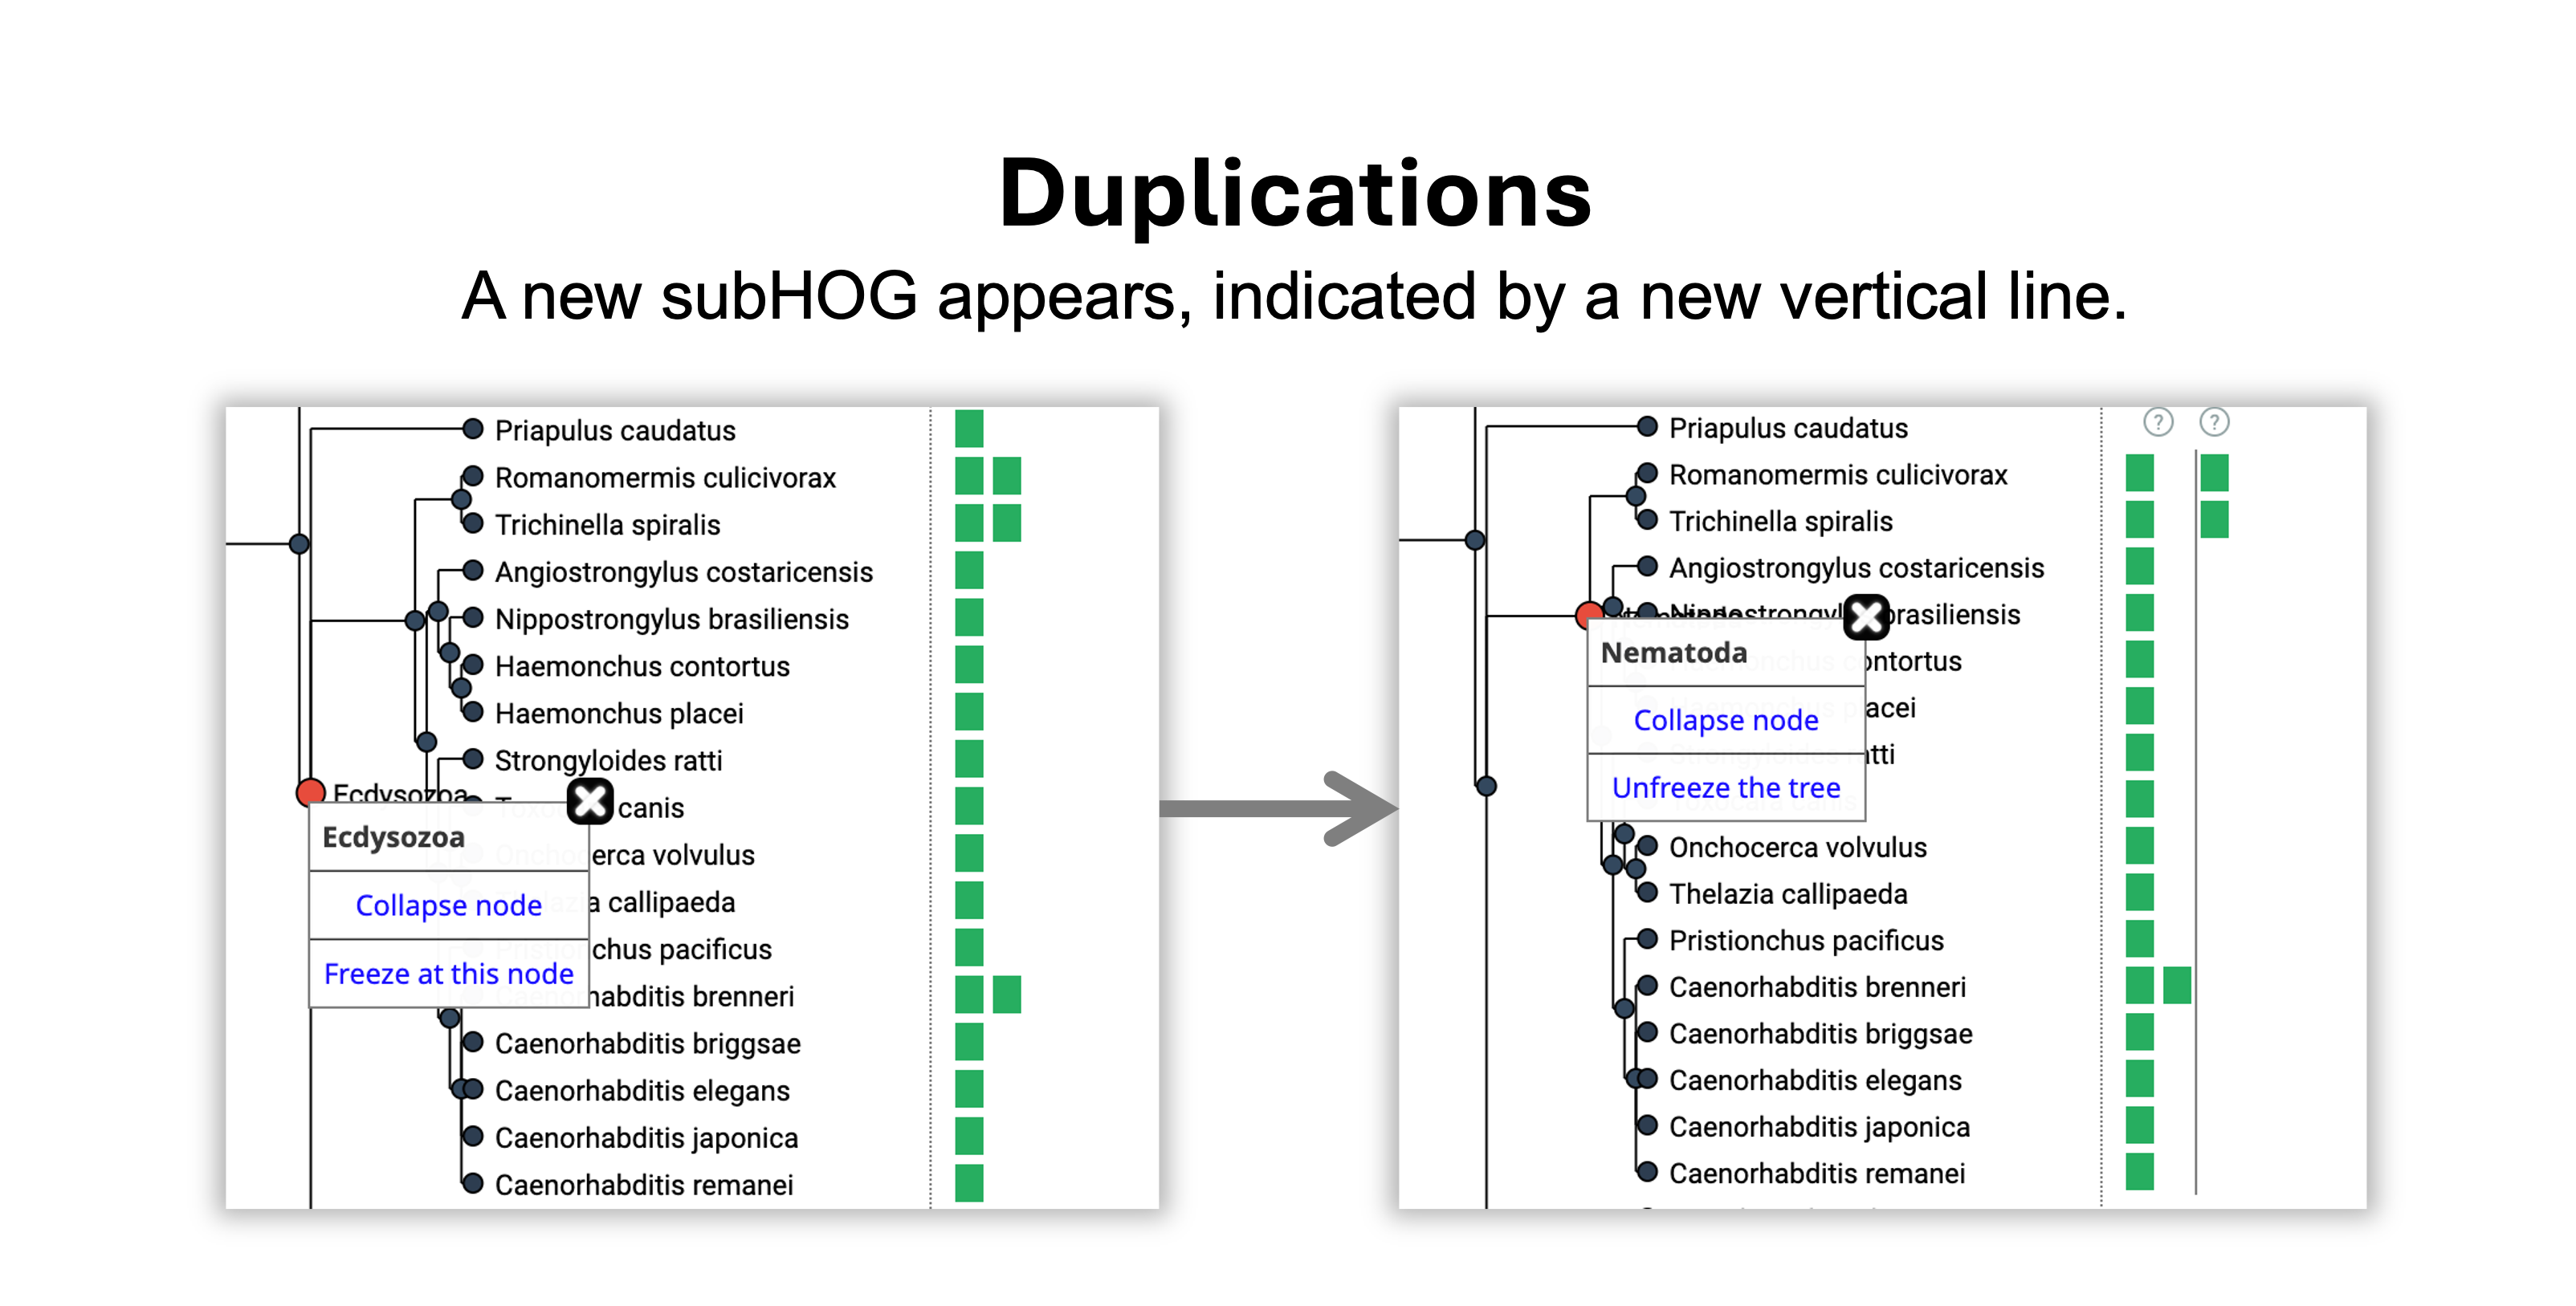 Duplications
A new subHOG appears, indicated by a new vertical line.
Priapulus caudatus
Romanomermis culicivorax
Trichinella spiralis
Angiostrongylus costaricensis
Nippostrongylus brasiliensis
Haemonchus contortus
Haemonchus placei
Strongyloides ratti
Ecdysozoa
canis
Ecdysozoa
erca volvulus
Collapse node
a callipaeda
chus pacificus
Freeze at this node
habditis brenneri
Caenorhabditis briggsae
Caenorhabditis elegans
Caenorhabditis japonica
Caenorhabditis remanei
? ?
Priapulus caudatus
Romanomermis culicivorax
Trichinella spiralis
Angiostrongylus costaricensis
Nippostrongyl brasiliensis
Nematoda
ontortus
Collapse node
acei
tti
Unfreeze the tree
Onchocerca volvulus
Thelazia callipaeda
Pristionchus pacificus
Caenorhabditis brenneri
Caenorhabditis briggsae
Caenorhabditis elegans
Caenorhabditis japonica
Caenorhabditis remanei